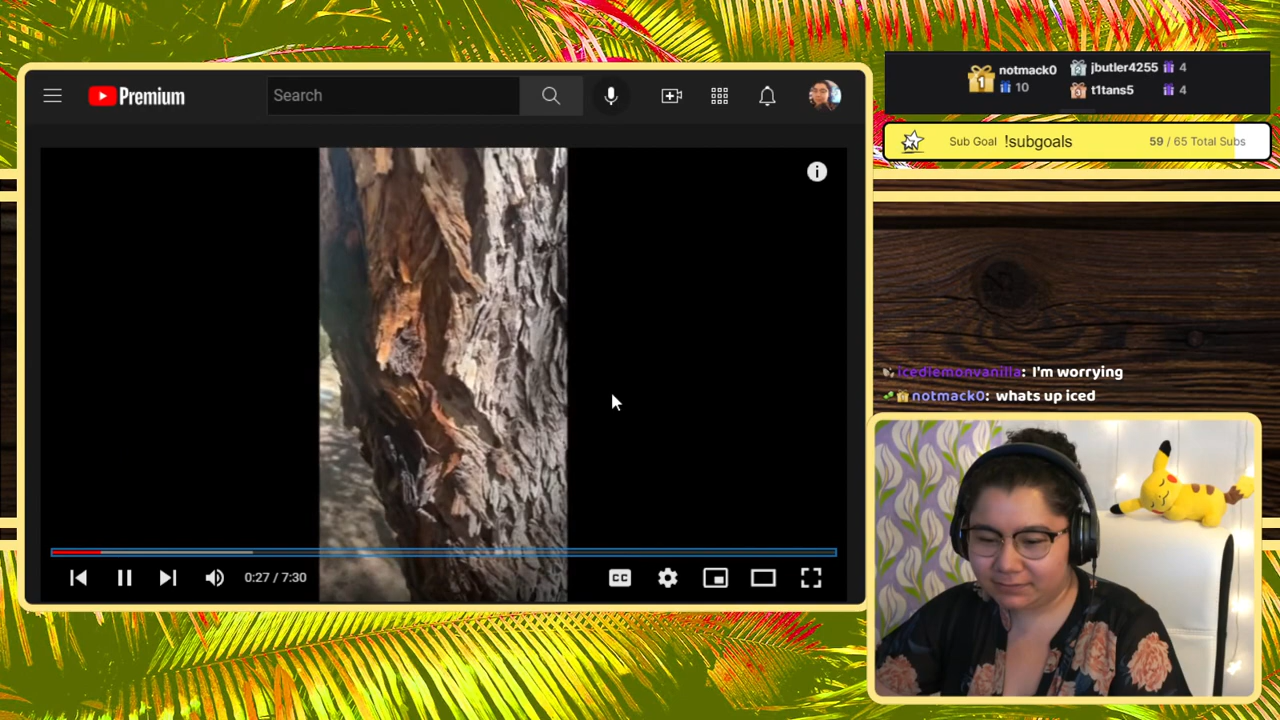 Premium
Search
notmack0
10
jbutler4255 4
t1tans5 4
Sub Goal !subgoals 59 / 65 Total Subs
icedlemonvanilla: I'm worrying
notmack0: whats up iced
0:27 / 7:30
CC